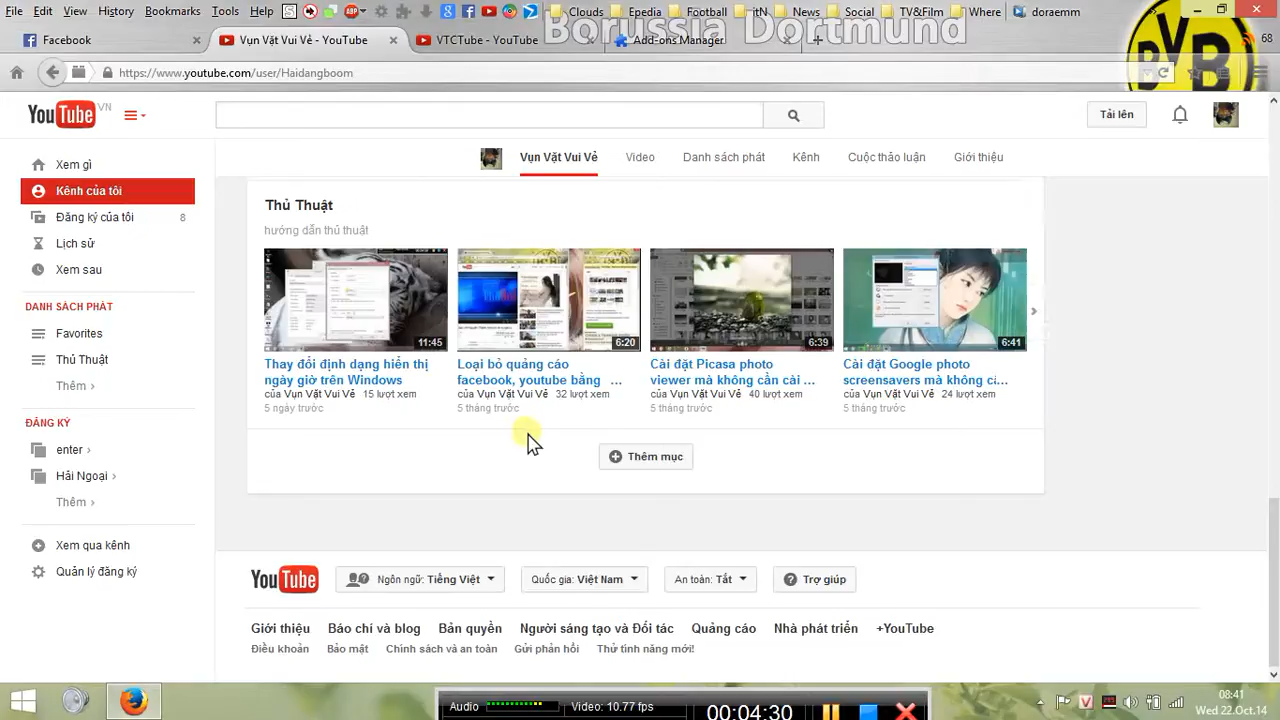 File Edit View History Bookmarks Tools Help
Clouds Epedia Football itN News Social TV&Film Where doraemm
Borussia Dortmund
Facebook
Vụn Vặt Vui Vẻ - YouTube
VTCTube - YouTube
Add-ons Manager
68
BVB
https://www.youtube.com/user/Haidangboom
YouTube VN
Tải lên
Vụn Vặt Vui Vẻ Video Danh sách phát Kênh Cuộc thảo luận Giới thiệu
Xem gì
Kênh của tôi
Đăng ký của tôi 8
Lịch sử
Xem sau
DANH SÁCH PHÁT
Favorites
Thủ Thuật
Thêm ›
ĐĂNG KÝ
enter ›
Hải Ngoại ›
Thêm ›
Xem qua kênh
Quản lý đăng ký
Thủ Thuật
hướng dẫn thủ thuật
11:45 6:20 6:39 6:41
Thay đổi định dạng hiển thị
ngày giờ trên Windows
của Vụn Vặt Vui Vẻ 15 lượt xem
5 ngày trước
Loại bỏ quảng cáo
facebook, youtube bằng ...
của Vụn Vặt Vui Vẻ 32 lượt xem
5 tháng trước
Cài đặt Picasa photo
viewer mà không cần cài ...
của Vụn Vặt Vui Vẻ 40 lượt xem
5 tháng trước
Cài đặt Google photo
screensavers mà không cì...
của Vụn Vặt Vui Vẻ 24 lượt xem
5 tháng trước
Thêm mục
YouTube Ngôn ngữ: Tiếng Việt Quốc gia: Việt Nam An toàn: Tắt Trợ giúp
Giới thiệu Báo chí và blog Bản quyền Người sáng tạo và Đối tác Quảng cáo Nhà phát triển +YouTube
Điều khoản Bảo mật Chính sách và an toàn Gửi phản hồi Thử tính năng mới!
Audio Video: 10.77 fps 00:04:30
08:41
Wed 22.Oct.14